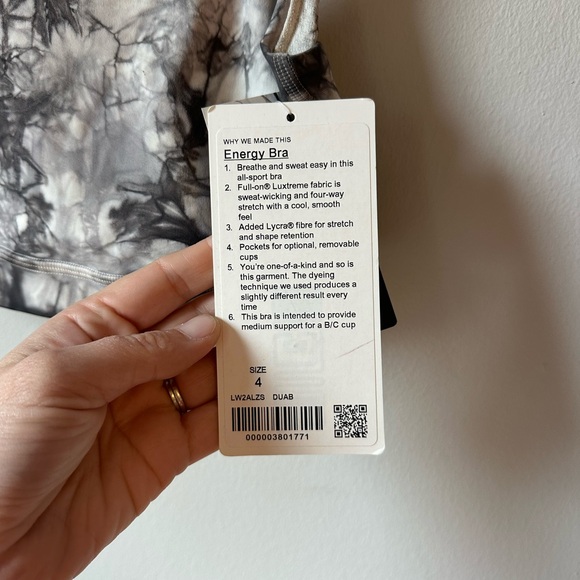 WHY WE MADE THIS
Energy Bra
1. Breathe and sweat easy in this
all-sport bra
2. Full-on® Luxtreme fabric is
sweat-wicking and four-way
stretch with a cool, smooth
feel
3. Added Lycra® fibre for stretch
and shape retention
4. Pockets for optional, removable
cups
5. You're one-of-a-kind and so is
this garment. The dyeing
technique we used produces a
slightly different result every
time
6. This bra is intended to provide
medium support for a B/C cup
SIZE
4
LW2ALZS DUAB
000003801771